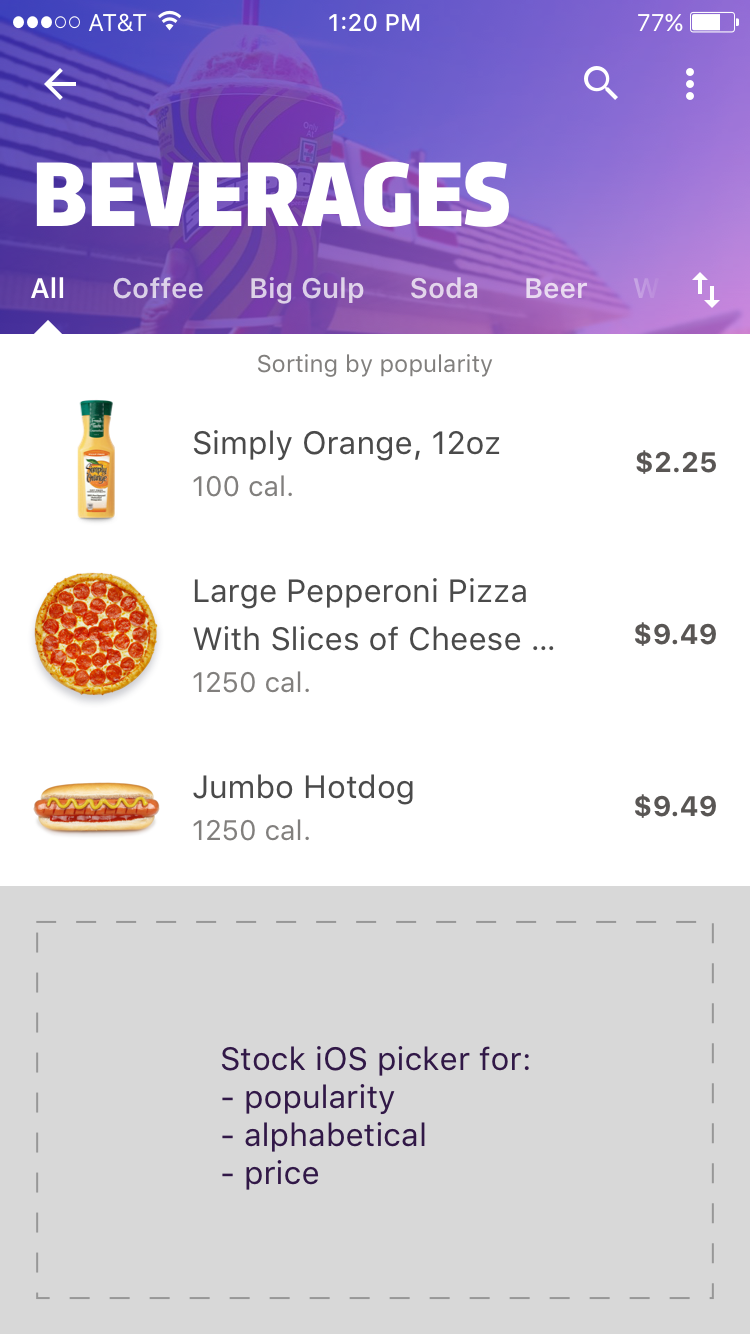 AT&T 1:20 PM 77%
BEVERAGES
All Coffee Big Gulp Soda Beer W
Sorting by popularity
Simply Orange, 12oz
100 cal.
$2.25
Simply
Orange
Large Pepperoni Pizza
With Slices of Cheese ...
1250 cal.
$9.49
Jumbo Hotdog
1250 cal.
$9.49
Stock iOS picker for:
- popularity
- alphabetical
- price